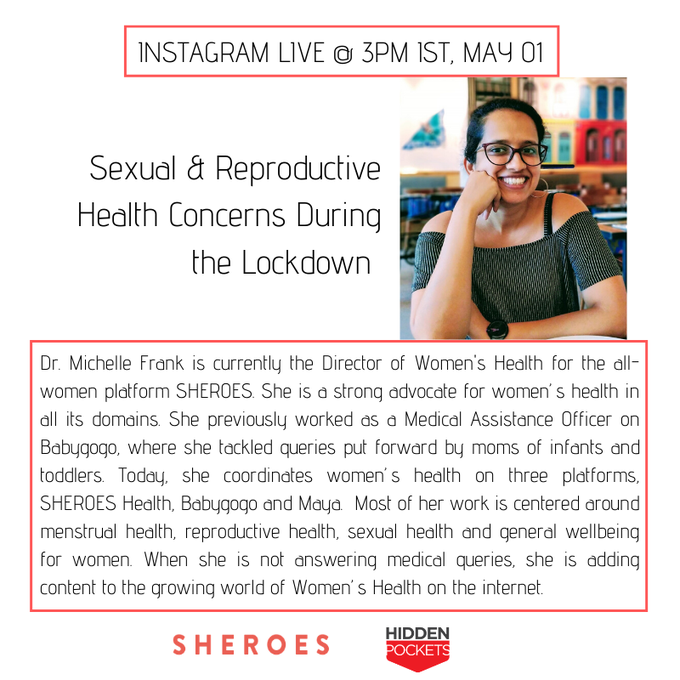 INSTAGRAM LIVE @ 3PM IST, MAY 01
Sexual & Reproductive
Health Concerns During
the Lockdown
Dr. Michelle Frank is currently the Director of Women's Health for the all-
women platform SHEROES. She is a strong advocate for women's health in
all its domains. She previously worked as a Medical Assistance Officer on
Babygogo, where she tackled queries put forward by moms of infants and
toddlers. Today, she coordinates women's health on three platforms,
SHEROES Health, Babygogo and Maya. Most of her work is centered around
menstrual health, reproductive health, sexual health and general wellbeing
for women. When she is not answering medical queries, she is adding
content to the growing world of Women's Health on the internet.
SHEROES
HIDDEN
POCKETS